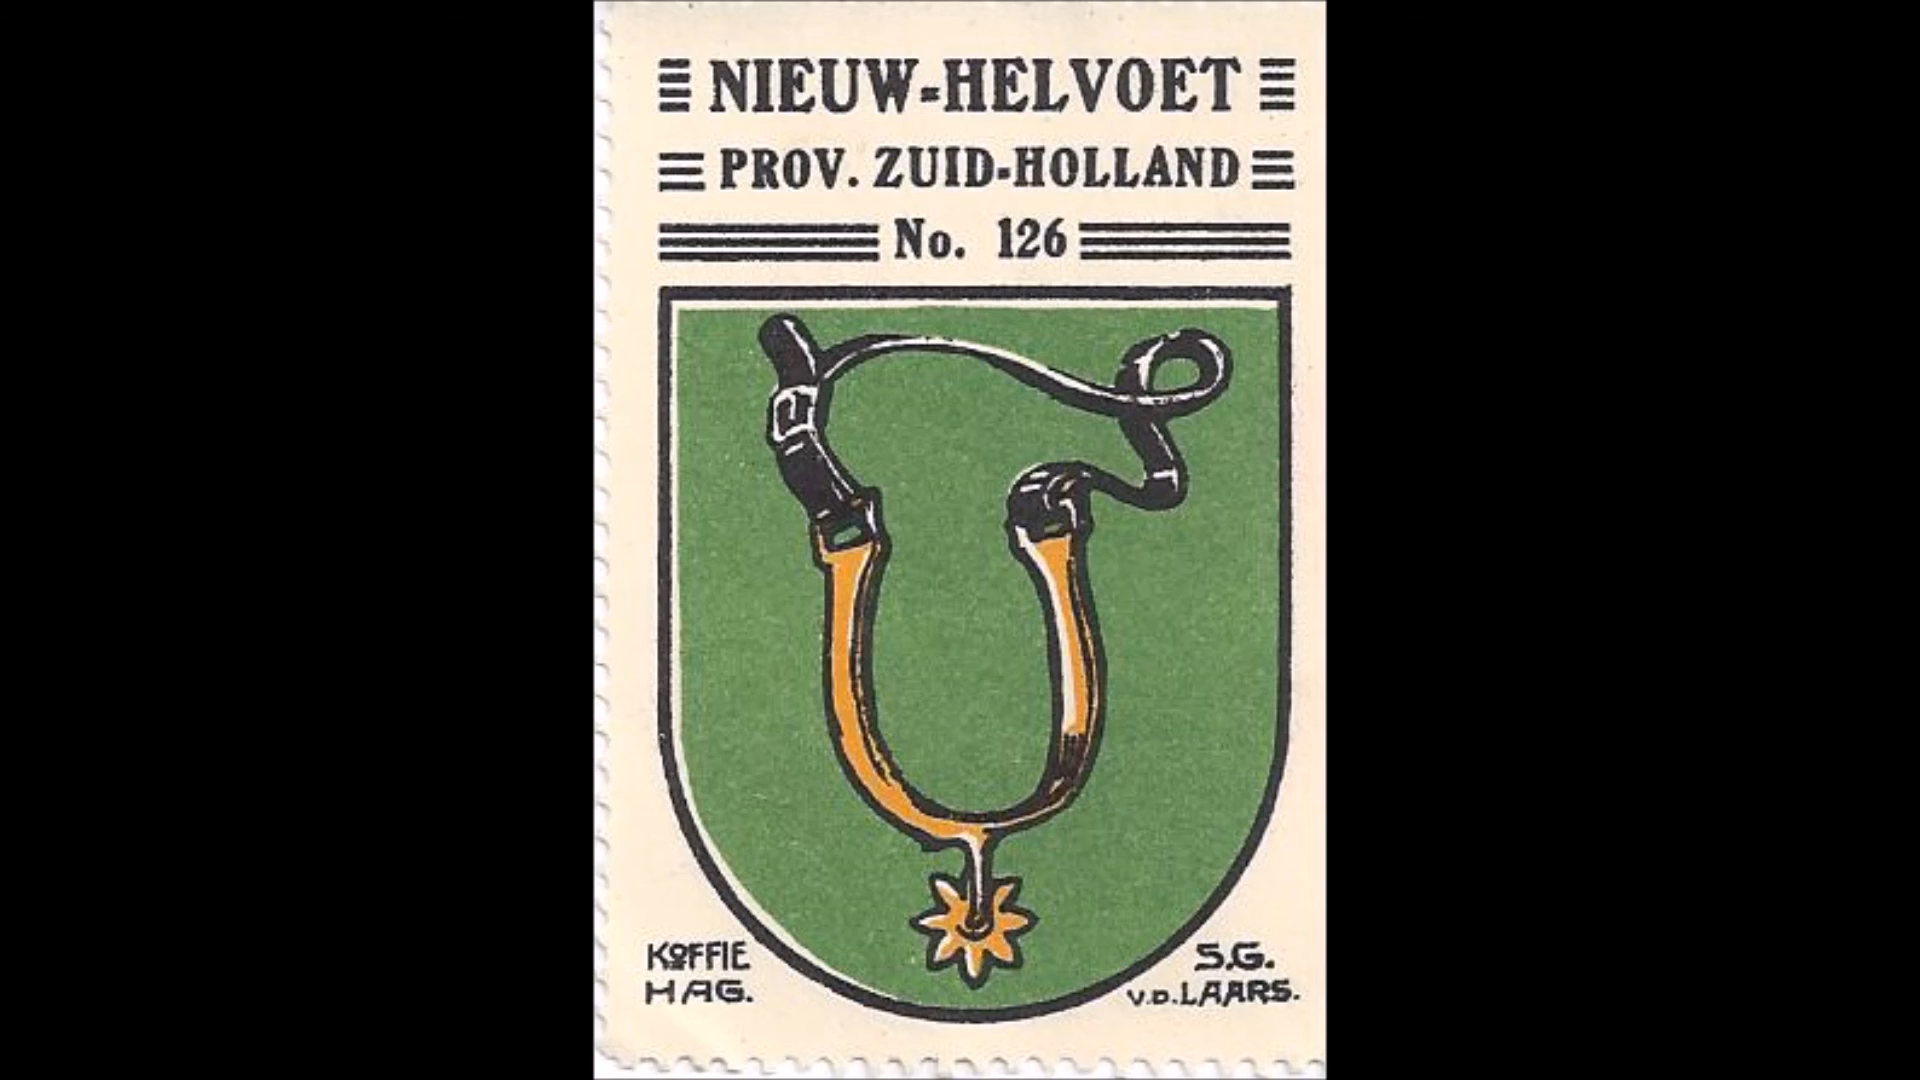 NIEUW-HELVOET
PROV. ZUID-HOLLAND
No. 126
KOFFIE
HAG.
S.G.
V.D. LAARS.